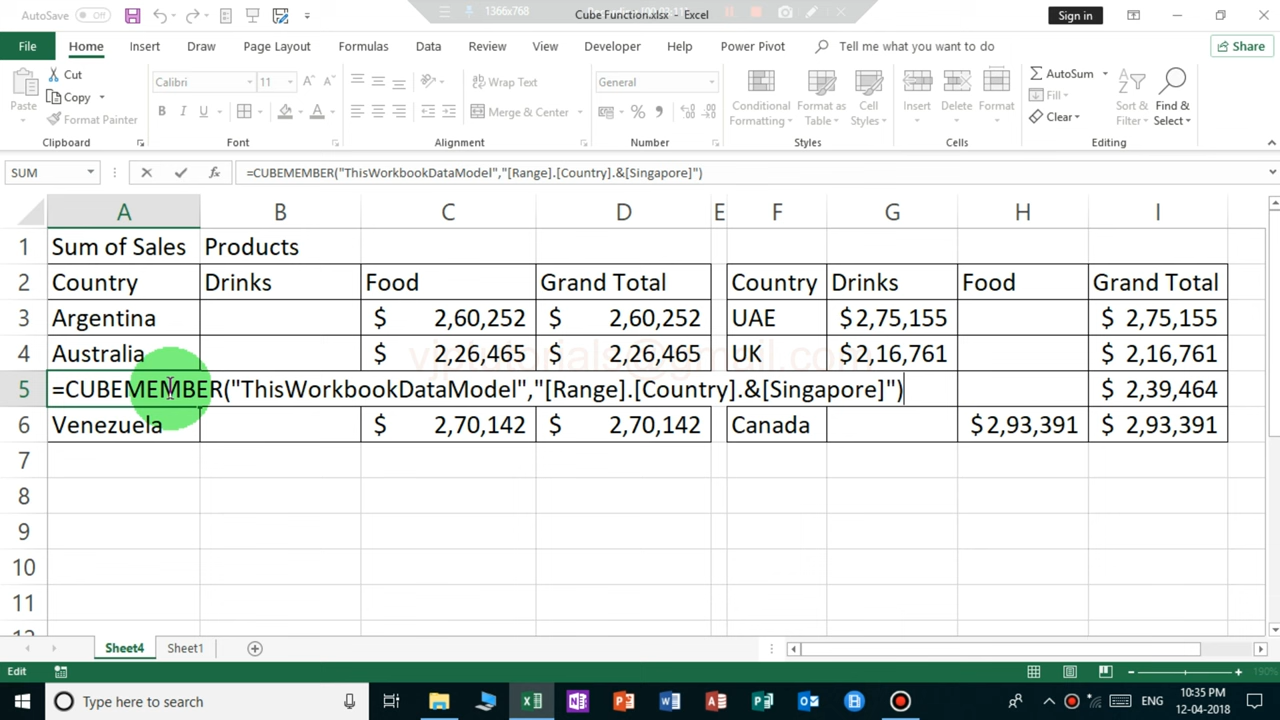 AutoSave Off 1366x768 Cube Function.xlsx - Excel Sign in
File Home Insert Draw Page Layout Formulas Data Review View Developer Help Power Pivot Tell me what you want to do Share
Paste Cut Copy Format Painter Clipboard
Calibri 11 B I U Font
Wrap Text Merge & Center Alignment
General % , Number
Conditional Formatting Format as Table Cell Styles Styles
Insert Delete Format Cells
AutoSum Fill Clear Sort & Filter Find & Select Editing
SUM fx =CUBEMEMBER("ThisWorkbookDataModel","[Range].[Country].&[Singapore]")
A B C D E F G H I
1 Sum of Sales Products
2 Country Drinks Food Grand Total Country Drinks Food Grand Total
3 Argentina $ 2,60,252 $ 2,60,252 UAE $2,75,155 $ 2,75,155
4 Australia $ 2,26,465 $ 2,26,465 UK $2,16,761 $ 2,16,761
5 =CUBEMEMBER("ThisWorkbookDataModel","[Range].[Country].&[Singapore]") $ 2,39,464
6 Venezuela $ 2,70,142 $ 2,70,142 Canada $2,93,391 $ 2,93,391
7
8
9
10
11
Sheet4 Sheet1
Edit 190%
Type here to search ENG 10:35 PM
12-04-2018